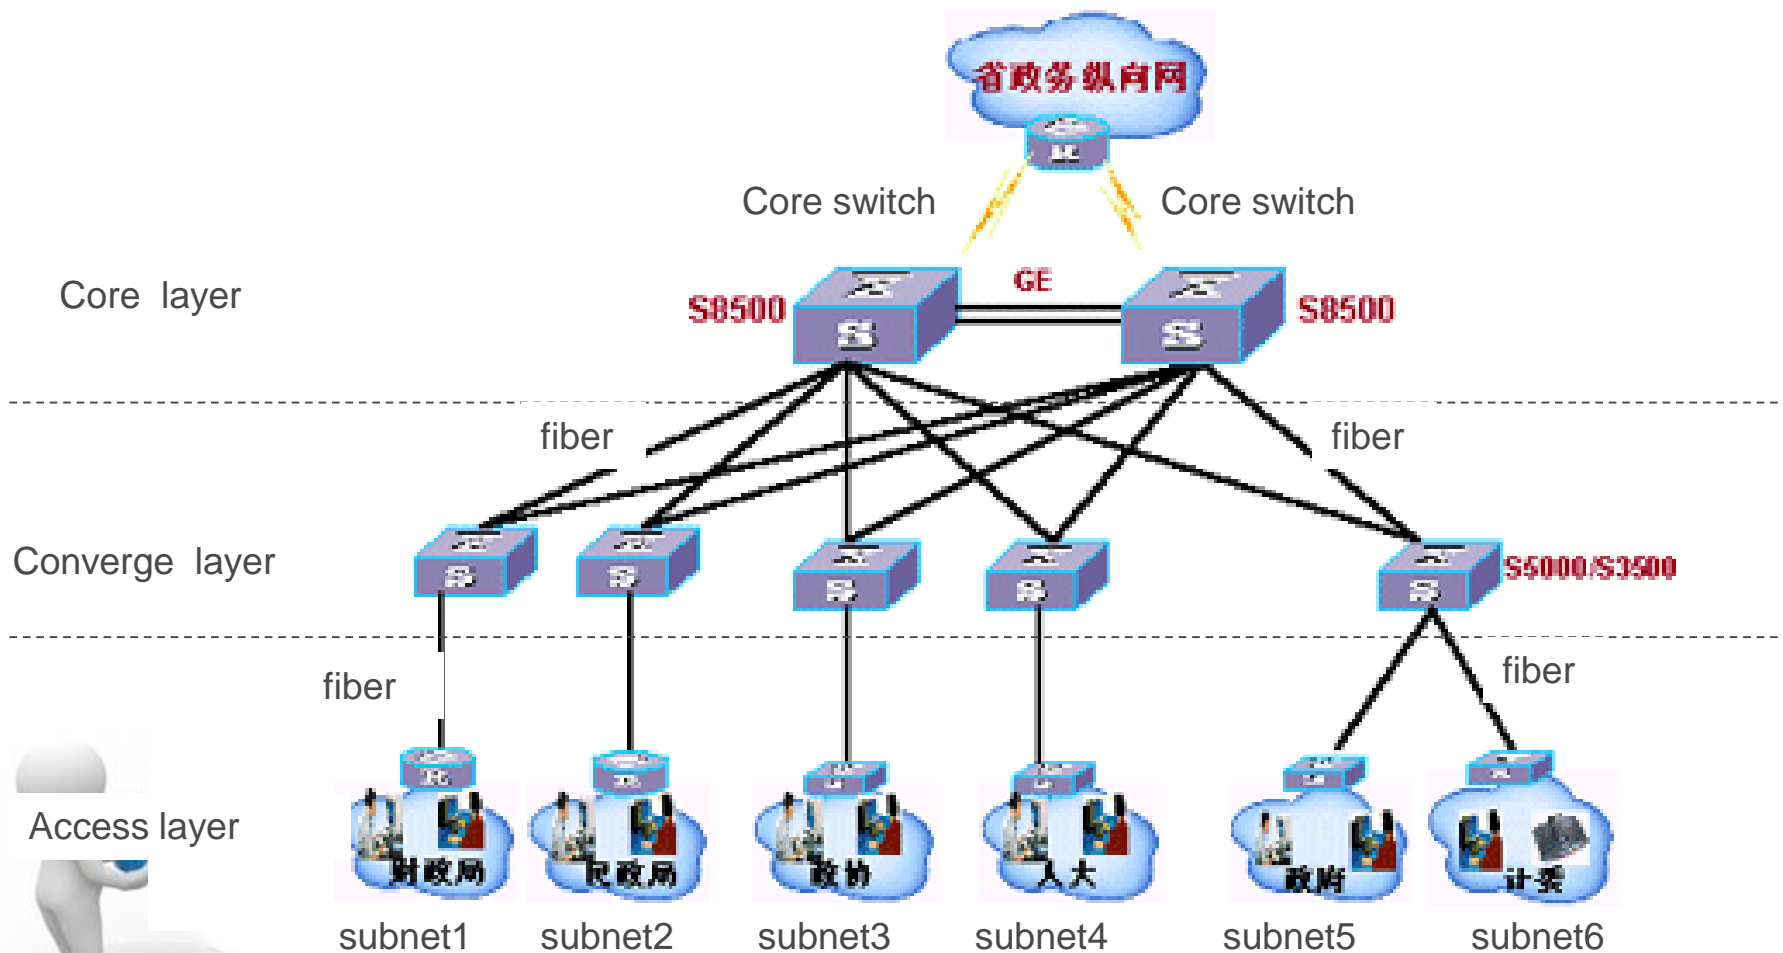 省政务纵向网
Core switch
Core switch
GE
Core layer
S8500
S8500
S
S
fiber
fiber
Converge layer
S
S
S
S
S
S5000/S3500
fiber
fiber
Access layer
财政局
民政局
政协
人大
政府
计委
subnet1
subnet2
subnet3
subnet4
subnet5
subnet6